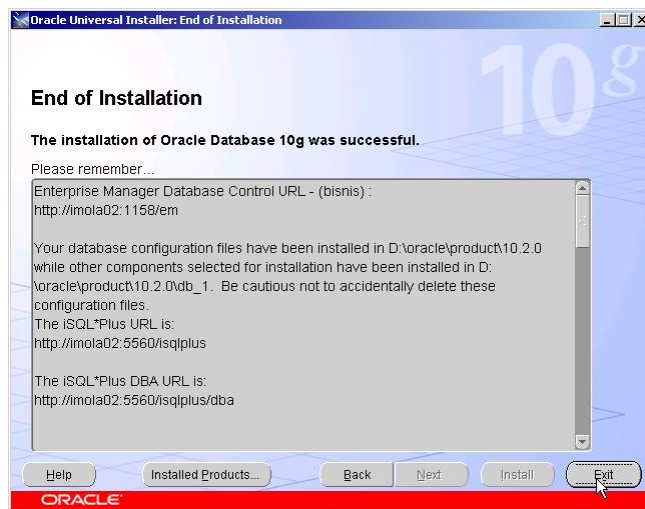 Oracle Universal Installer: End of Installation
10g
End of Installation
The installation of Oracle Database 10g was successful.
Please remember...
Enterprise Manager Database Control URL - (bisnis) :
http://imola02:1158/em
Your database configuration files have been installed in D:\oracle\product\10.2.0
while other components selected for installation have been installed in D:
\oracle\product\10.2.0\db_1. Be cautious not to accidentally delete these
configuration files.
The iSQL*Plus URL is:
http://imola02:5560/isqlplus
The iSQL*Plus DBA URL is:
http://imola02:5560/isqlplus/dba
Help Installed Products... Back Next Install Exit
ORACLE